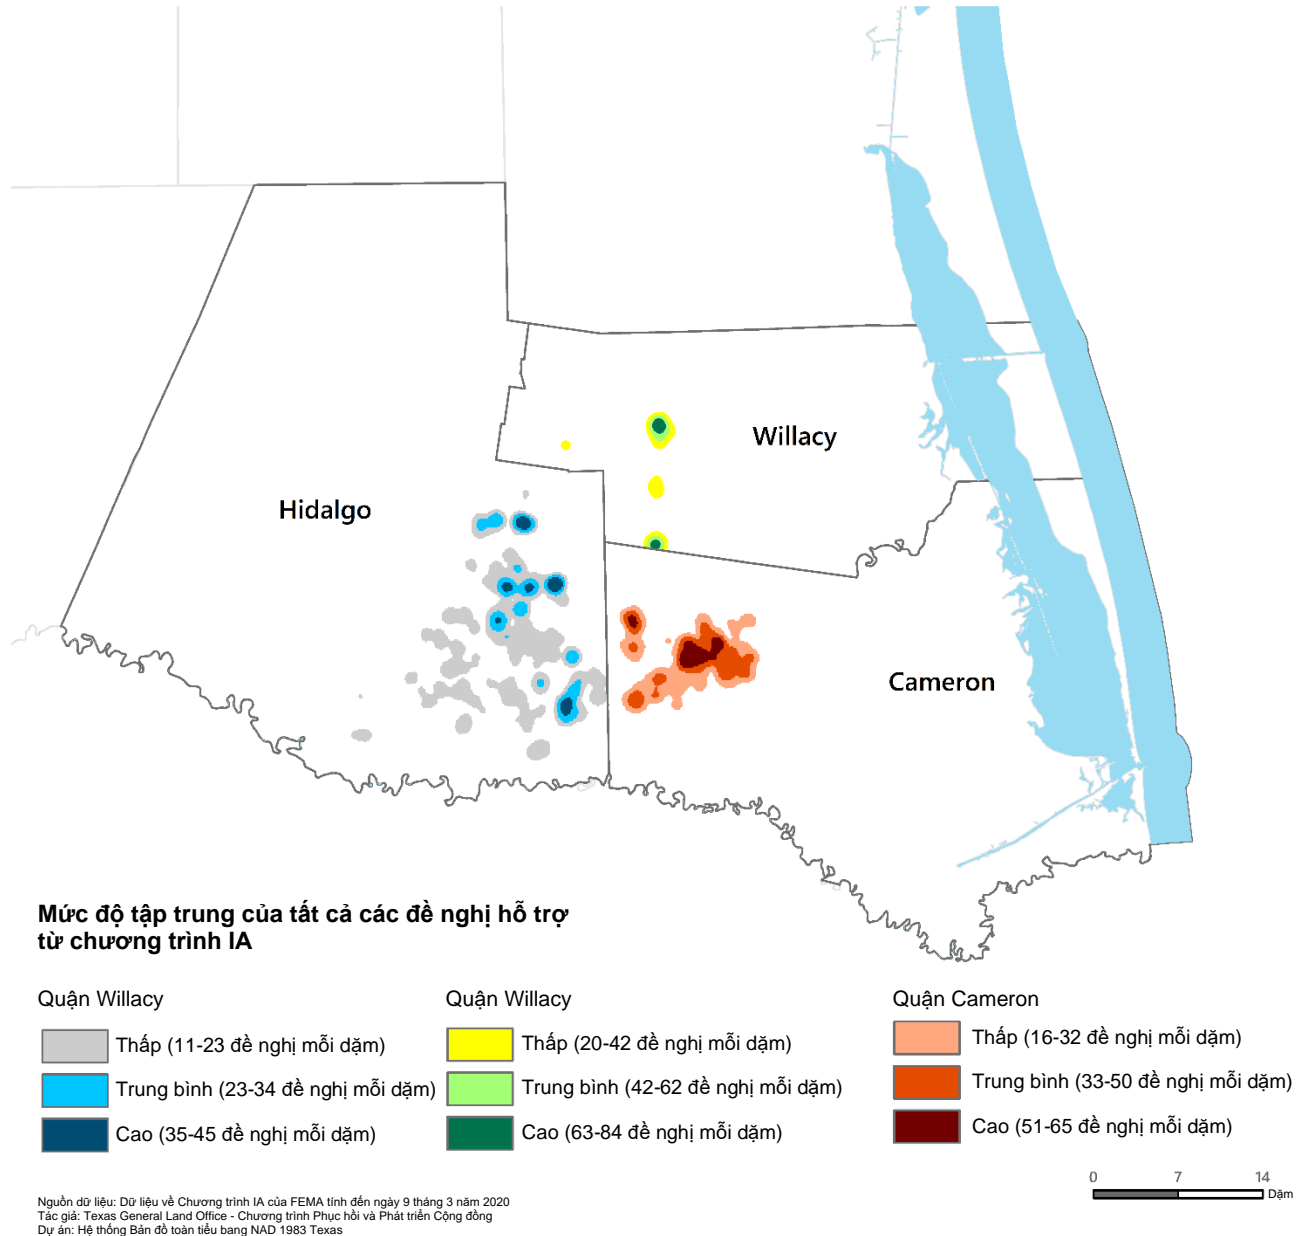 Willacy
Hidalgo
Cameron
Mức độ tập trung của tất cả các đề nghị hỗ trợ
từ chương trình IA
Quận Willacy
Thấp (11-23 đề nghị mỗi dặm)
Trung bình (23-34 đề nghị mỗi dặm)
Cao (35-45 đề nghị mỗi dặm)
Quận Willacy
Thấp (20-42 đề nghị mỗi dặm)
Trung bình (42-62 đề nghị mỗi dặm)
Cao (63-84 đề nghị mỗi dặm)
Quận Cameron
Thấp (16-32 đề nghị mỗi dặm)
Trung bình (33-50 đề nghị mỗi dặm)
Cao (51-65 đề nghị mỗi dặm)
0 7 14
Dặm
Nguồn dữ liệu: Dữ liệu về Chương trình IA của FEMA tính đến ngày 9 tháng 3 năm 2020
Tác giả: Texas General Land Office - Chương trình Phục hồi và Phát triển Cộng đồng
Dự án: Hệ thống Bản đồ toàn tiểu bang NAD 1983 Texas